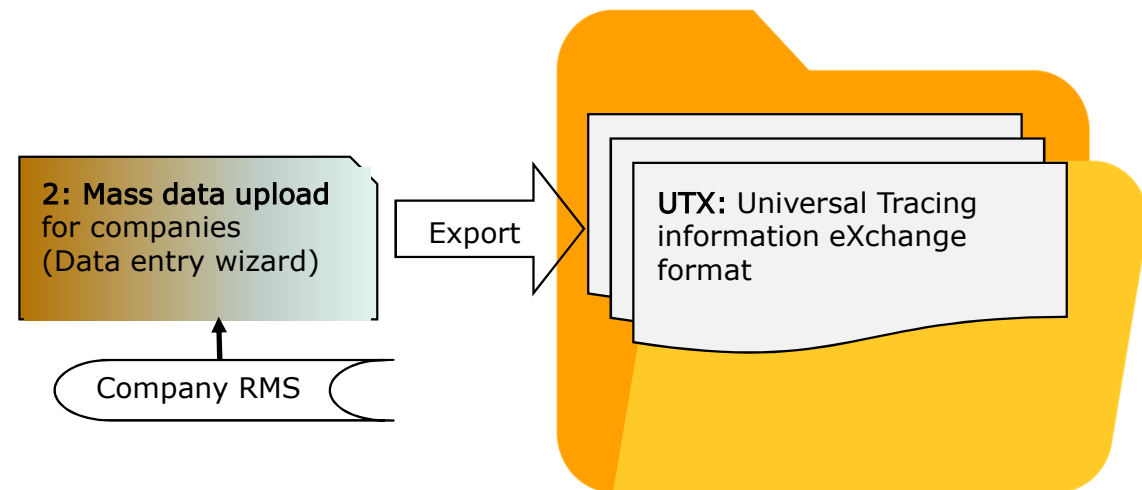 2: Mass data upload
for companies
(Data entry wizard)
Company RMS
Export
UTX: Universal Tracing
information eXchange
format